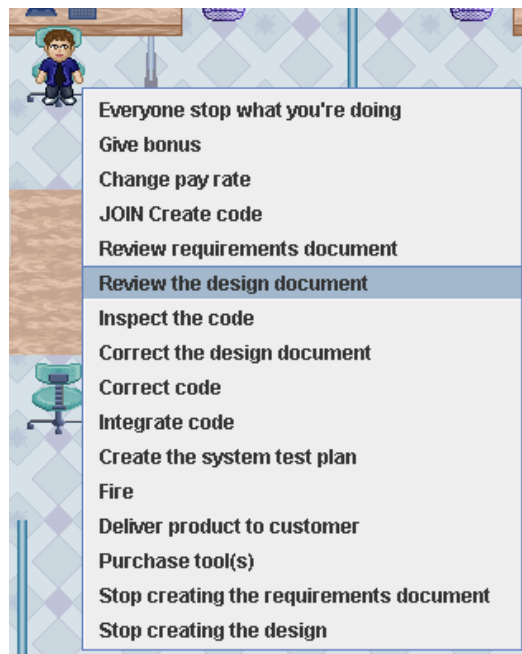 Everyone stop what you're doing
Give bonus
Change pay rate
JOIN Create code
Review requirements document
Review the design document
Inspect the code
Correct the design document
Correct code
Integrate code
Create the system test plan
Fire
Deliver product to customer
Purchase tool(s)
Stop creating the requirements document
Stop creating the design